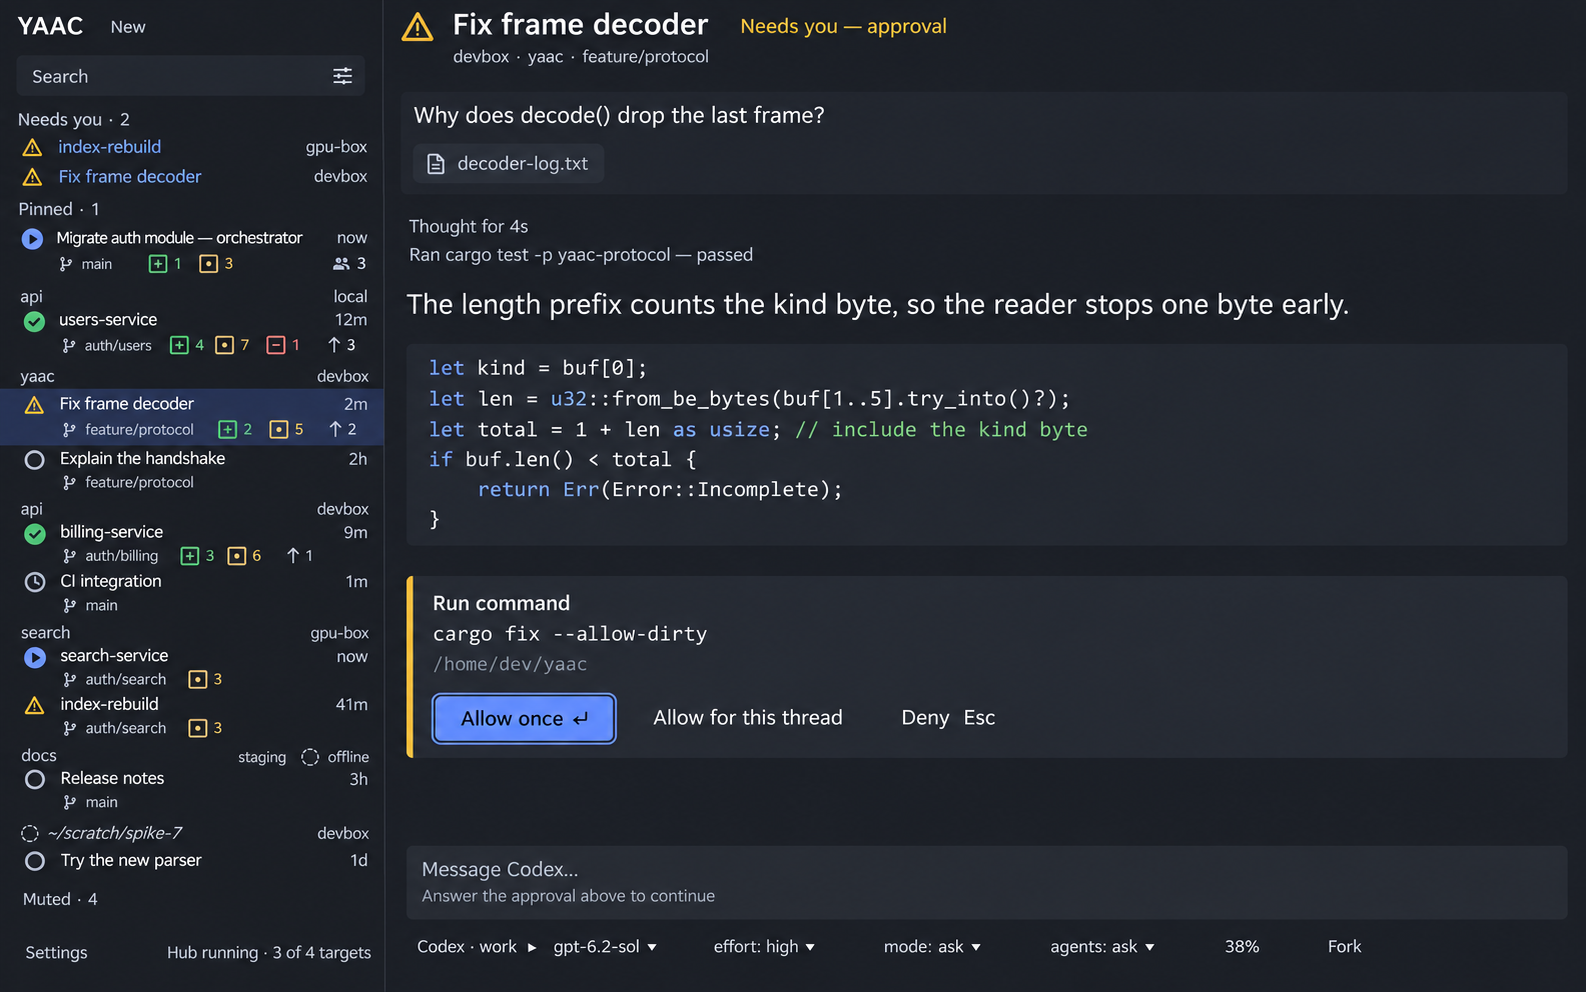 YAAC New
Search
Needs you · 2
index-rebuild gpu-box
Fix frame decoder devbox
Pinned · 1
Migrate auth module — orchestrator now
main 1 3 3
api local
users-service 12m
auth/users 4 7 1 ↑ 3
yaac devbox
Fix frame decoder 2m
feature/protocol 2 5 ↑ 2
Explain the handshake 2h
feature/protocol
api devbox
billing-service 9m
auth/billing 3 6 ↑ 1
CI integration 1m
main
search gpu-box
search-service now
auth/search 3
index-rebuild 41m
auth/search 3
docs staging offline
Release notes 3h
main
~/scratch/spike-7 devbox
Try the new parser 1d
Muted · 4
Settings Hub running · 3 of 4 targets
Fix frame decoder Needs you — approval
devbox · yaac · feature/protocol
Why does decode() drop the last frame?
decoder-log.txt
Thought for 4s
Ran cargo test -p yaac-protocol — passed
The length prefix counts the kind byte, so the reader stops one byte early.
let kind = buf[0];
let len = u32::from_be_bytes(buf[1..5].try_into()?);
let total = 1 + len as usize; // include the kind byte
if buf.len() < total {
    return Err(Error::Incomplete);
}
Run command
cargo fix --allow-dirty
/home/dev/yaac
Allow once ↵ Allow for this thread Deny Esc
Message Codex...
Answer the approval above to continue
Codex · work ▸ gpt-6.2-sol ▾ effort: high ▾ mode: ask ▾ agents: ask ▾ 38% Fork